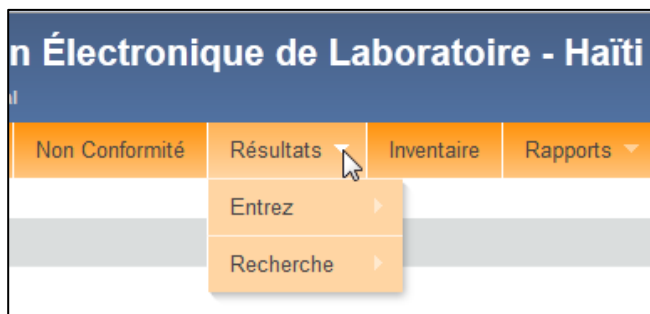 n Électronique de Laboratoire - Haïti
Non Conformité Résultats Inventaire Rapports
Entrez
Recherche